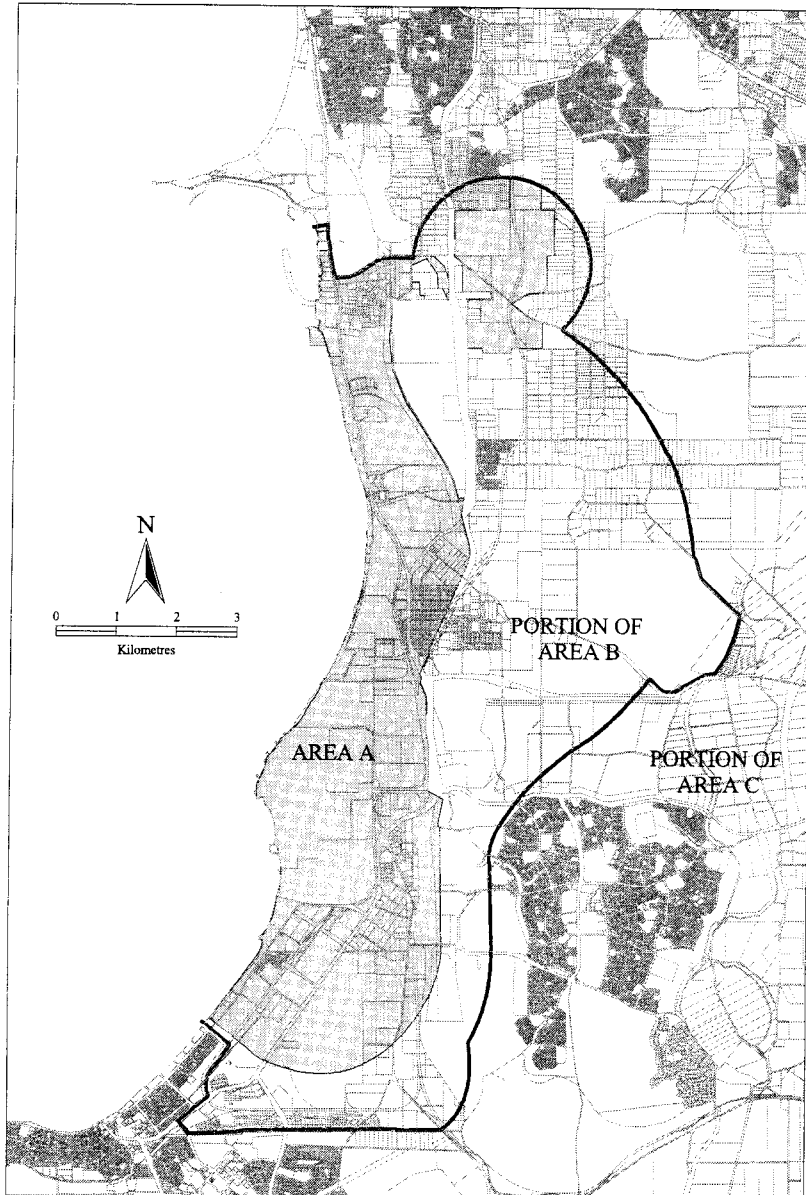 N
0 1 2 3
Kilometres
PORTION OF
AREA B
AREA A
PORTION OF
AREA C